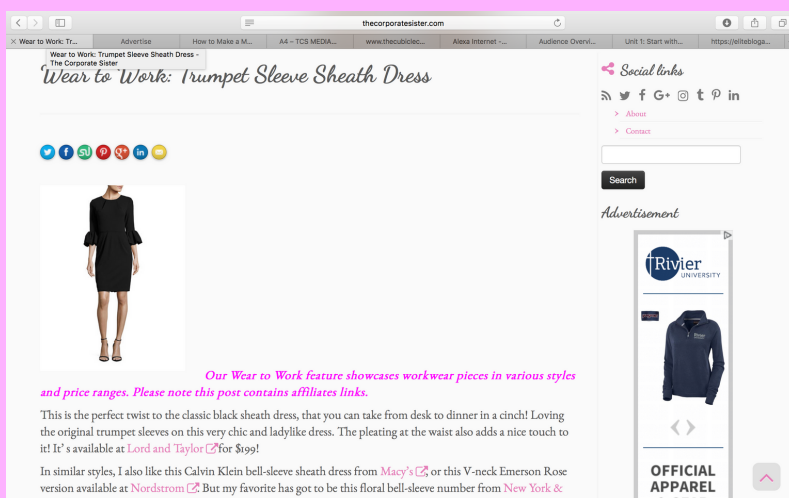 thecorporatesister.com
Wear to Work: Tr...
Advertise
How to Make a M...
A4 – TCS MEDIA...
www.thecubiclec...
Alexa Internet -...
Audience Overvi...
Unit 1: Start with...
https://elitebloga...
Wear to Work: Trumpet Sleeve Sheath Dress -
The Corporate Sister
Wear to Work: Trumpet Sleeve Sheath Dress
Our Wear to Work feature showcases workwear pieces in various styles
and price ranges. Please note this post contains affiliates links.
This is the perfect twist to the classic black sheath dress, that you can take from desk to dinner in a cinch! Loving
the original trumpet sleeves on this very chic and ladylike dress. The pleating at the waist also adds a nice touch to
it! It' s available at Lord and Taylor for $199!
In similar styles, I also like this Calvin Klein bell-sleeve sheath dress from Macy's, or this V-neck Emerson Rose
version available at Nordstrom. But my favorite has got to be this floral bell-sleeve number from New York &
Social links
About
Contact
Search
Advertisement
Rivier
UNIVERSITY
OFFICIAL
APPAREL